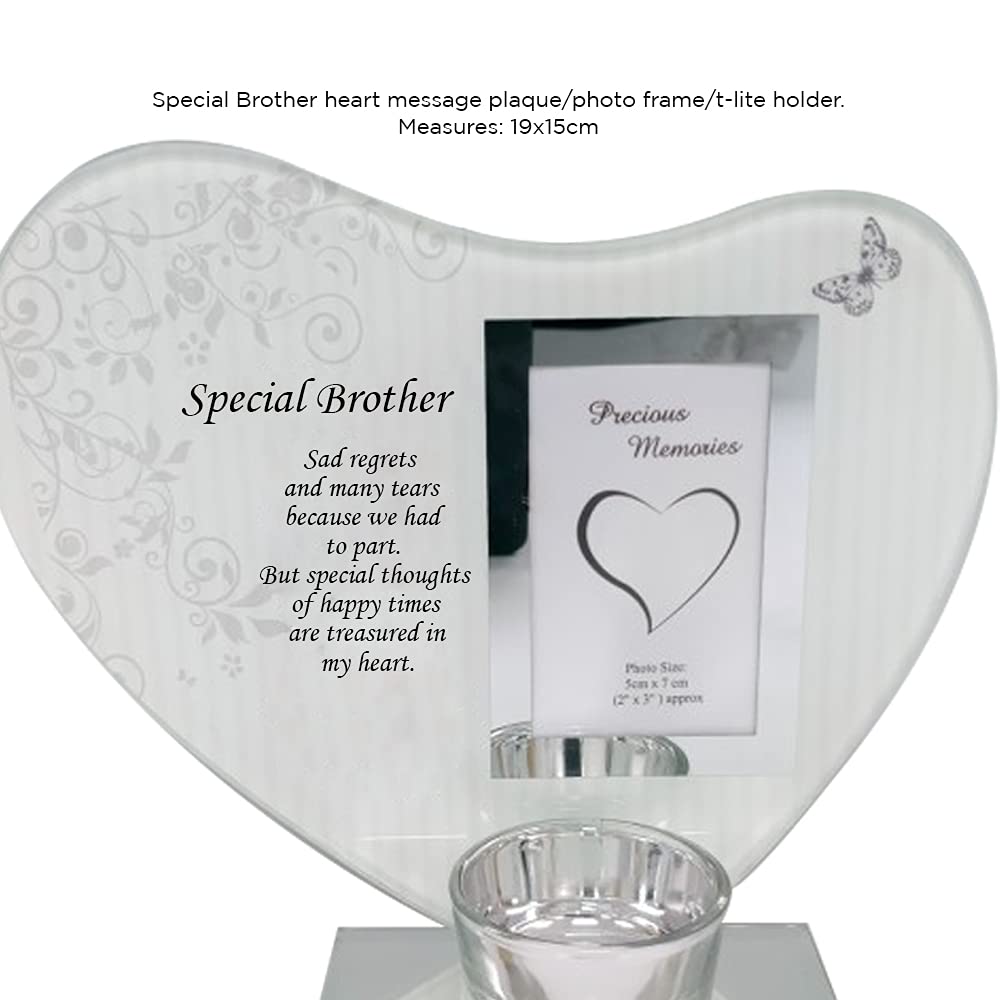 Special Brother heart message plaque/photo frame/t-lite holder.
Measures: 19x15cm
Special Brother
Sad regrets
and many tears
because we had
to part.
But special thoughts
of happy times
are treasured in
my heart.
Precious
Memories
Photo Size:
5cm x 7 cm
(2" x 3" ) approx